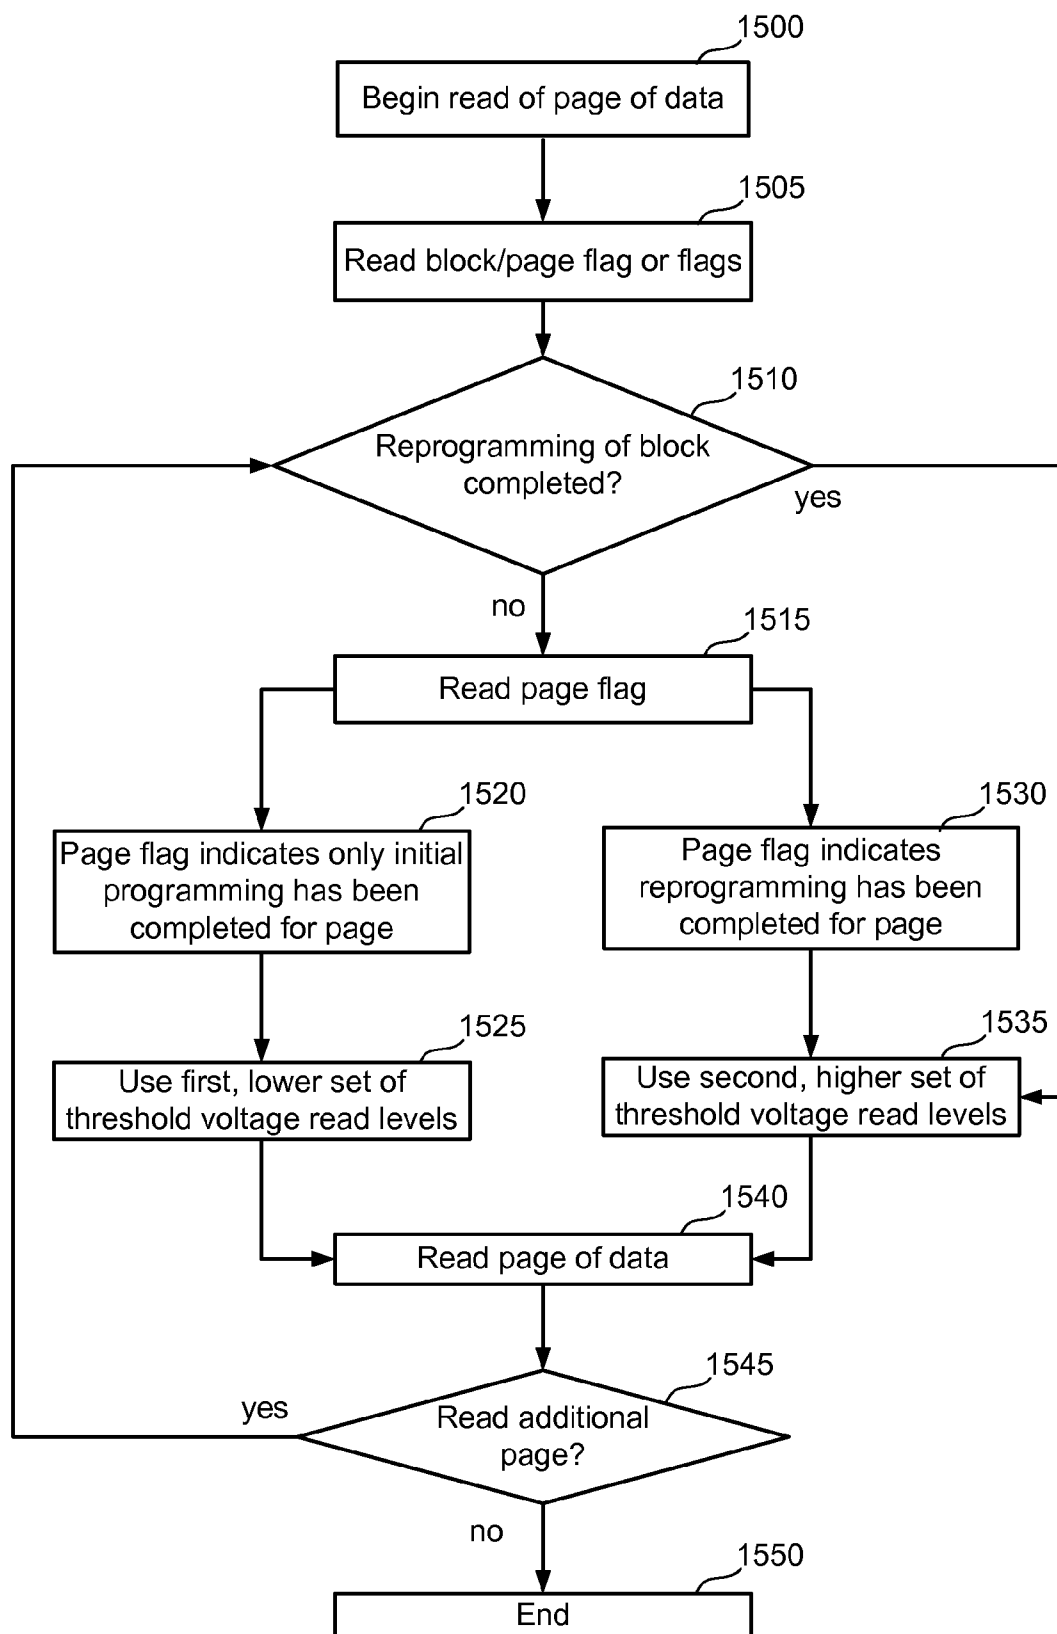 1500
Begin read of page of data
1505
Read block/page flag or flags
1510
Reprogramming of block
completed?
yes
no
1515
Read page flag
1520
Page flag indicates only initial
programming has been
completed for page
1530
Page flag indicates
reprogramming has been
completed for page
1525
Use first, lower set of
threshold voltage read levels
1535
Use second, higher set of
threshold voltage read levels
1540
Read page of data
1545
Read additional
page?
yes
no
1550
End